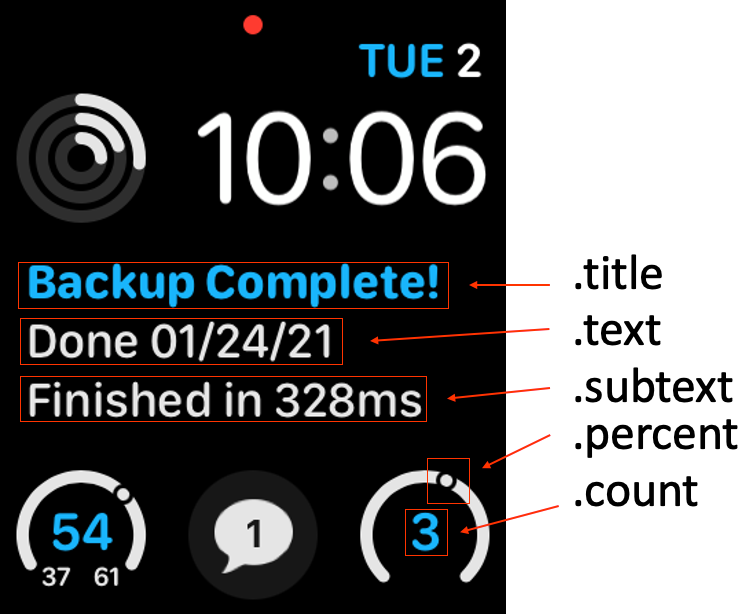 TUE 2
10:06
Backup Complete!
.title
Done 01/24/21
.text
Finished in 328ms
.subtext
.percent
.count
54
37 61
1
3